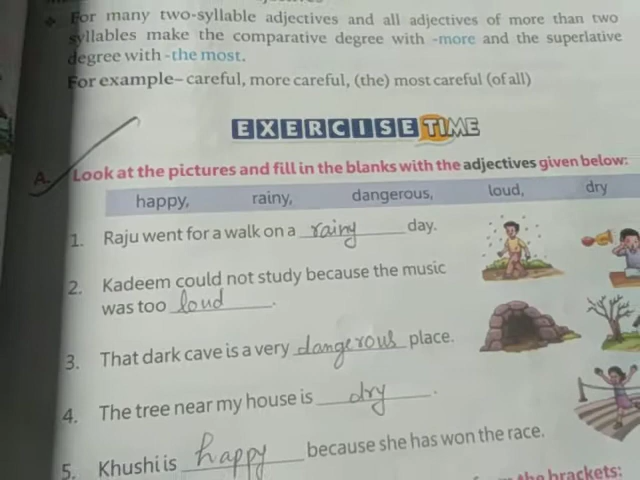 For many two-syllable adjectives and all adjectives of more than two
syllables make the comparative degree with -more and the superlative
degree with -the most.
For example– careful, more careful, (the) most careful (of all)
EXERCISE TIME
A. Look at the pictures and fill in the blanks with the adjectives given below:
happy, rainy, dangerous, loud, dry
1. Raju went for a walk on a rainy day.
2. Kadeem could not study because the music
was too loud.
3. That dark cave is a very dangerous place.
4. The tree near my house is dry.
5. Khushi is happy because she has won the race.
the brackets: